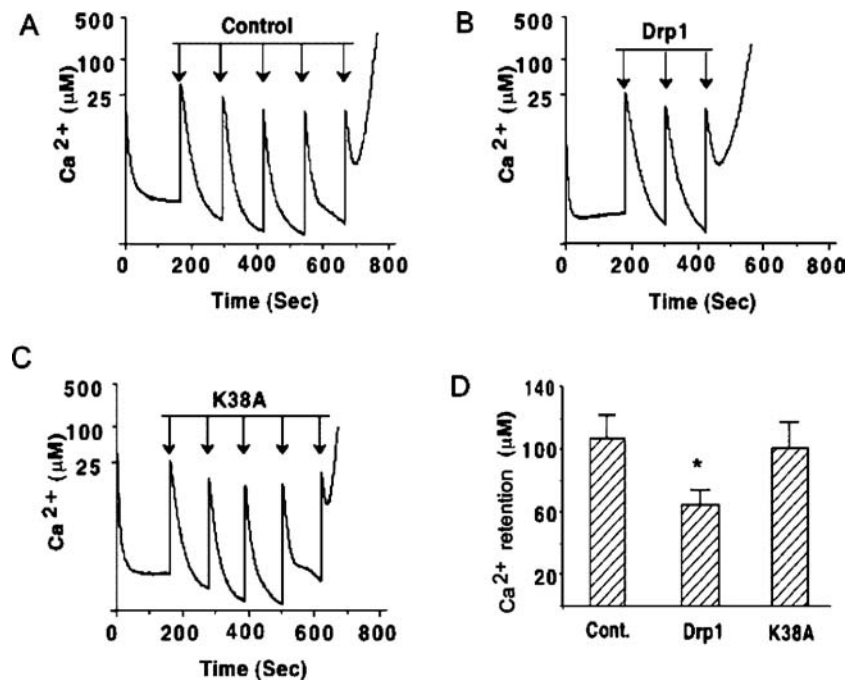 A
Control
500
100
25
Ca 2+ (μM)
0 200 400 600 800
Time (Sec)
B
Drp1
500
100
25
Ca 2+ (μM)
0 200 400 600 800
Time (Sec)
C
K38A
500
100
25
Ca 2+ (μM)
0 200 400 600 800
Time (Sec)
D
140
100
60
20
Ca2+ retention (μM)
*
Cont. Drp1 K38A